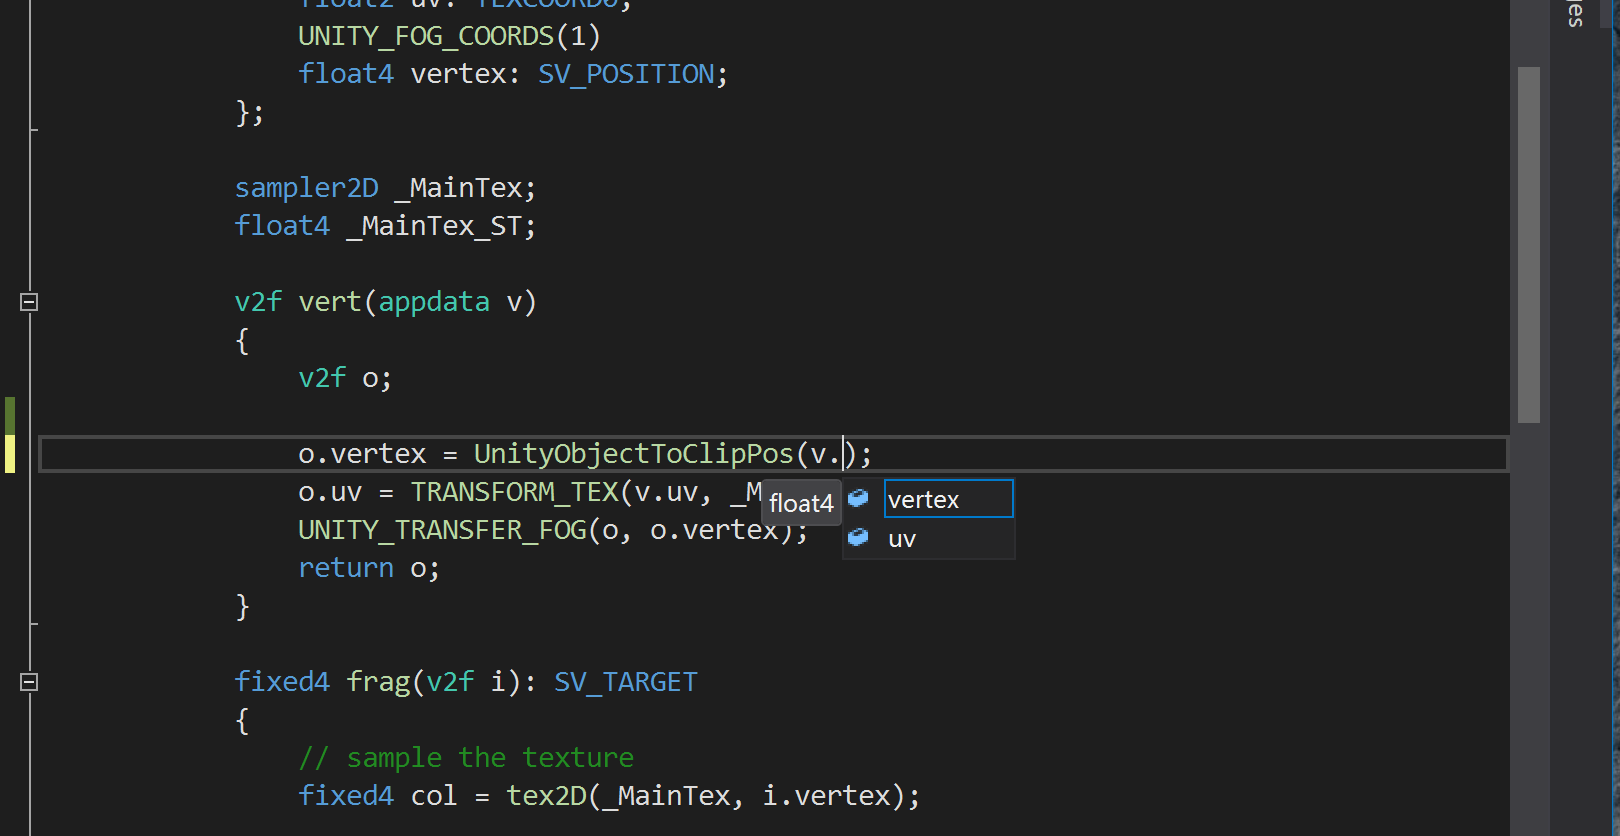 float2 uv: TEXCOORD0;
UNITY_FOG_COORDS(1)
float4 vertex: SV_POSITION;
};
sampler2D _MainTex;
float4 _MainTex_ST;
v2f vert(appdata v)
{
v2f o;
o.vertex = UnityObjectToClipPos(v.);
o.uv = TRANSFORM_TEX(v.uv, _M
float4
vertex
UNITY_TRANSFER_FOG(o, o.vertex);
uv
return o;
}
fixed4 frag(v2f i): SV_TARGET
{
// sample the texture
fixed4 col = tex2D(_MainTex, i.vertex);